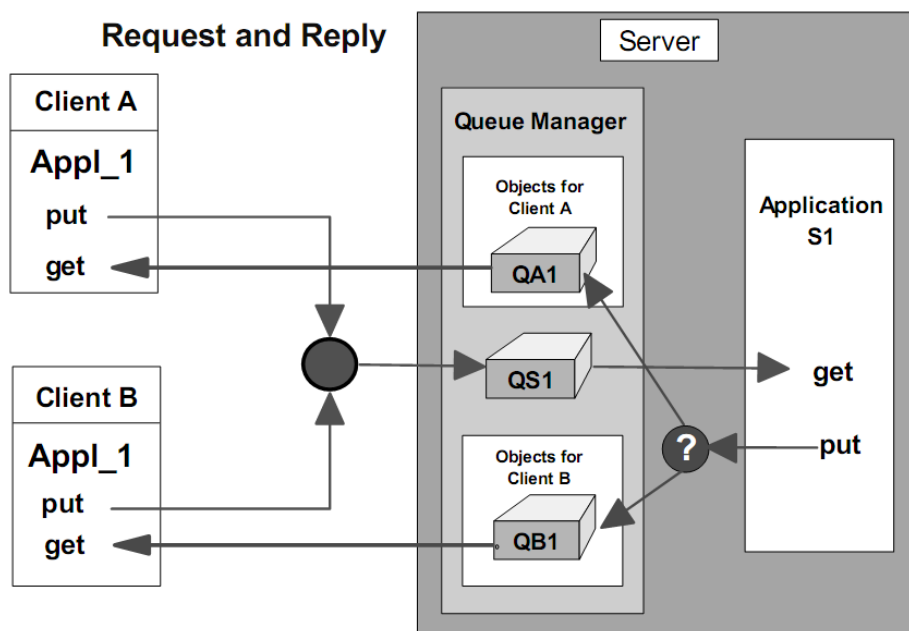 Request and Reply
Server
Client A
Appl_1
put
get
Queue Manager
Objects for
Client A
QA1
Application
S1
QS1
get
put
?
Client B
Appl_1
put
get
Objects for
Client B
QB1